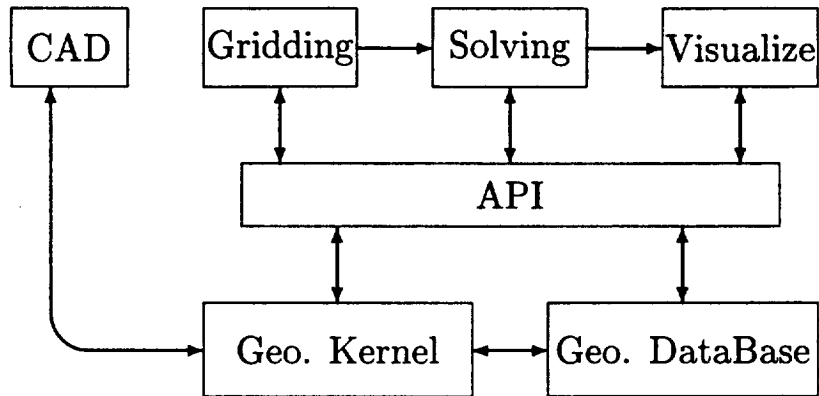 CAD
Gridding
Solving
Visualize
API
Geo. Kernel
Geo. DataBase